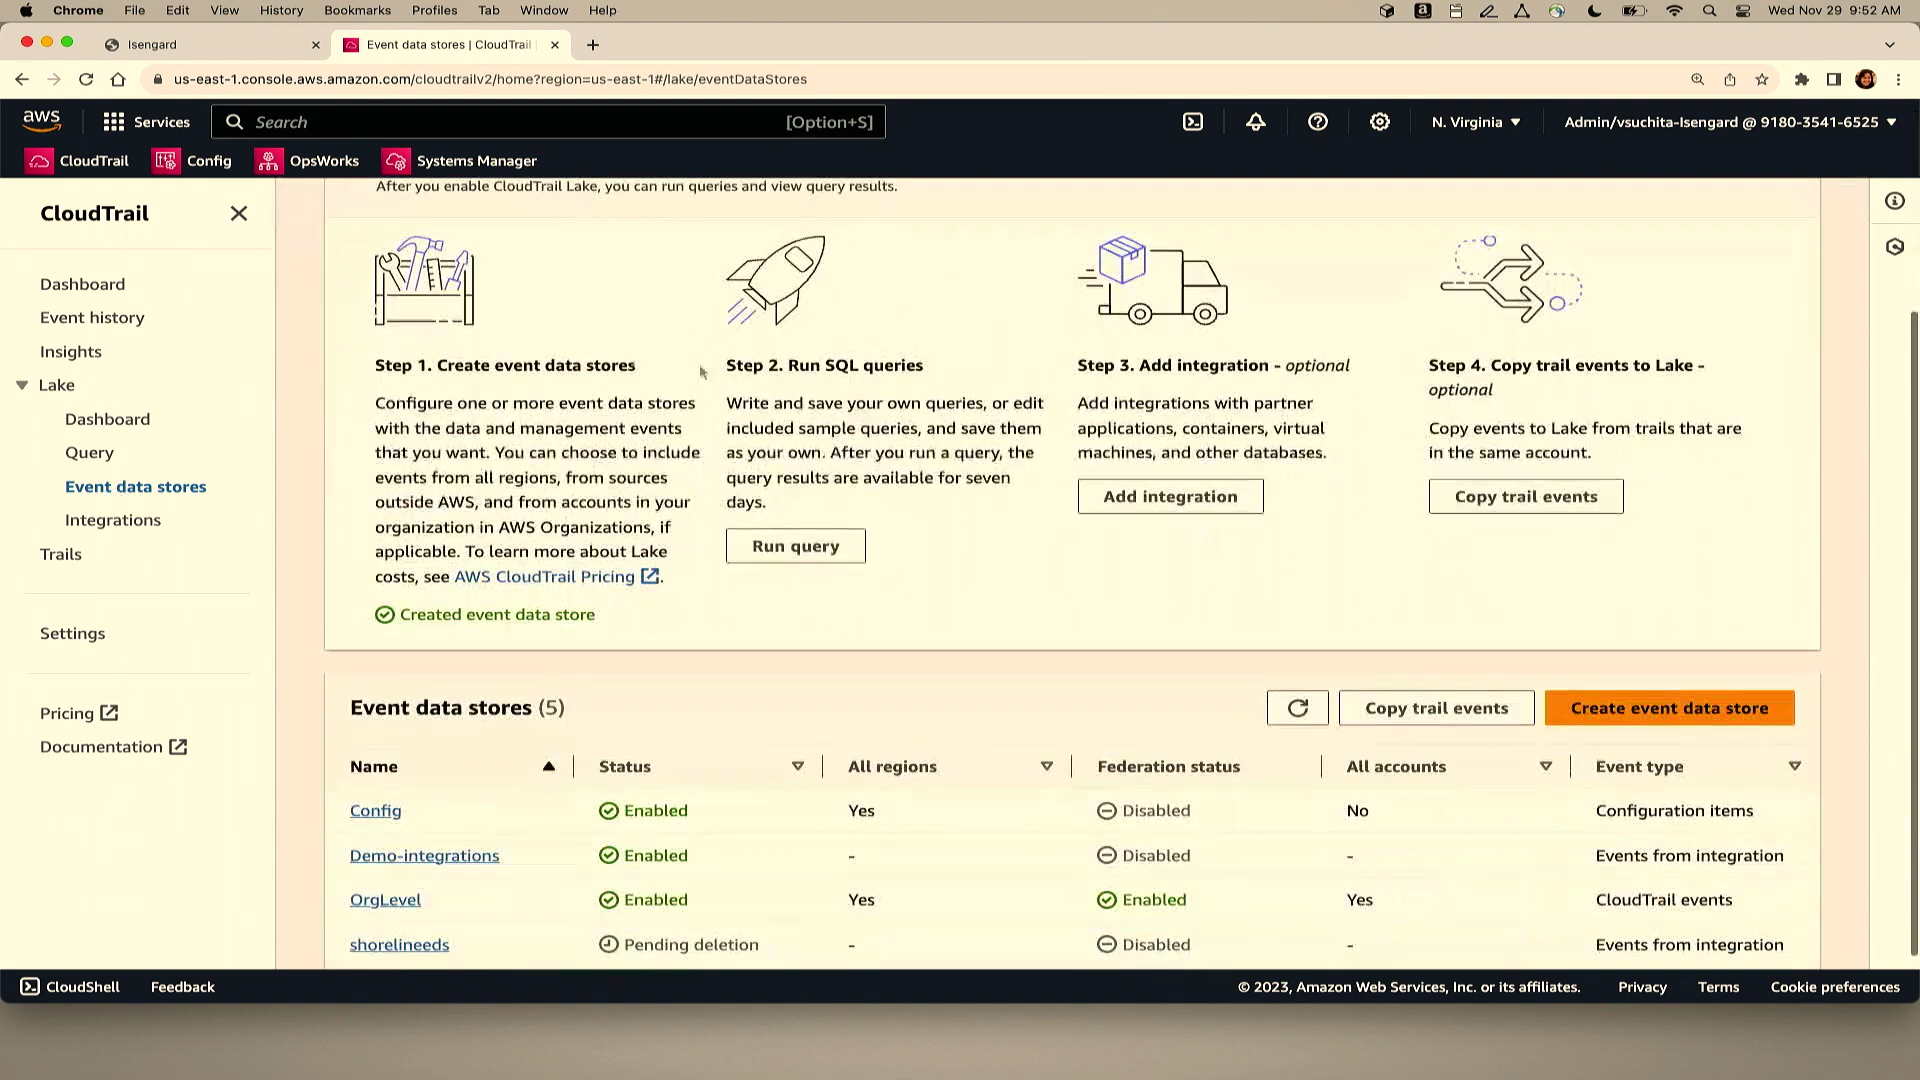 Chrome File Edit View History Bookmarks Profiles Tab Window Help Wed Nov 29 9:52 AM
Isengard
Event data stores | CloudTrail
us-east-1.console.aws.amazon.com/cloudtrailv2/home?region=us-east-1#/lake/eventDataStores
aws Services Search [Option+S] N. Virginia Admin/vsuchita-Isengard @ 9180-3541-6525
CloudTrail Config OpsWorks Systems Manager
CloudTrail
Dashboard
Event history
Insights
Lake
Dashboard
Query
Event data stores
Integrations
Trails
Settings
Pricing
Documentation
After you enable CloudTrail Lake, you can run queries and view query results.
Step 1. Create event data stores
Configure one or more event data stores
with the data and management events
that you want. You can choose to include
events from all regions, from sources
outside AWS, and from accounts in your
organization in AWS Organizations, if
applicable. To learn more about Lake
costs, see AWS CloudTrail Pricing.
Created event data store
Step 2. Run SQL queries
Write and save your own queries, or edit
included sample queries, and save them
as your own. After you run a query, the
query results are available for seven
days.
Run query
Step 3. Add integration - optional
Add integrations with partner
applications, containers, virtual
machines, and other databases.
Add integration
Step 4. Copy trail events to Lake -
optional
Copy events to Lake from trails that are
in the same account.
Copy trail events
Event data stores (5) Copy trail events Create event data store
Name Status All regions Federation status All accounts Event type
Config Enabled Yes Disabled No Configuration items
Demo-integrations Enabled - Disabled - Events from integration
OrgLevel Enabled Yes Enabled Yes CloudTrail events
shorelineeds Pending deletion - Disabled - Events from integration
CloudShell Feedback © 2023, Amazon Web Services, Inc. or its affiliates. Privacy Terms Cookie preferences